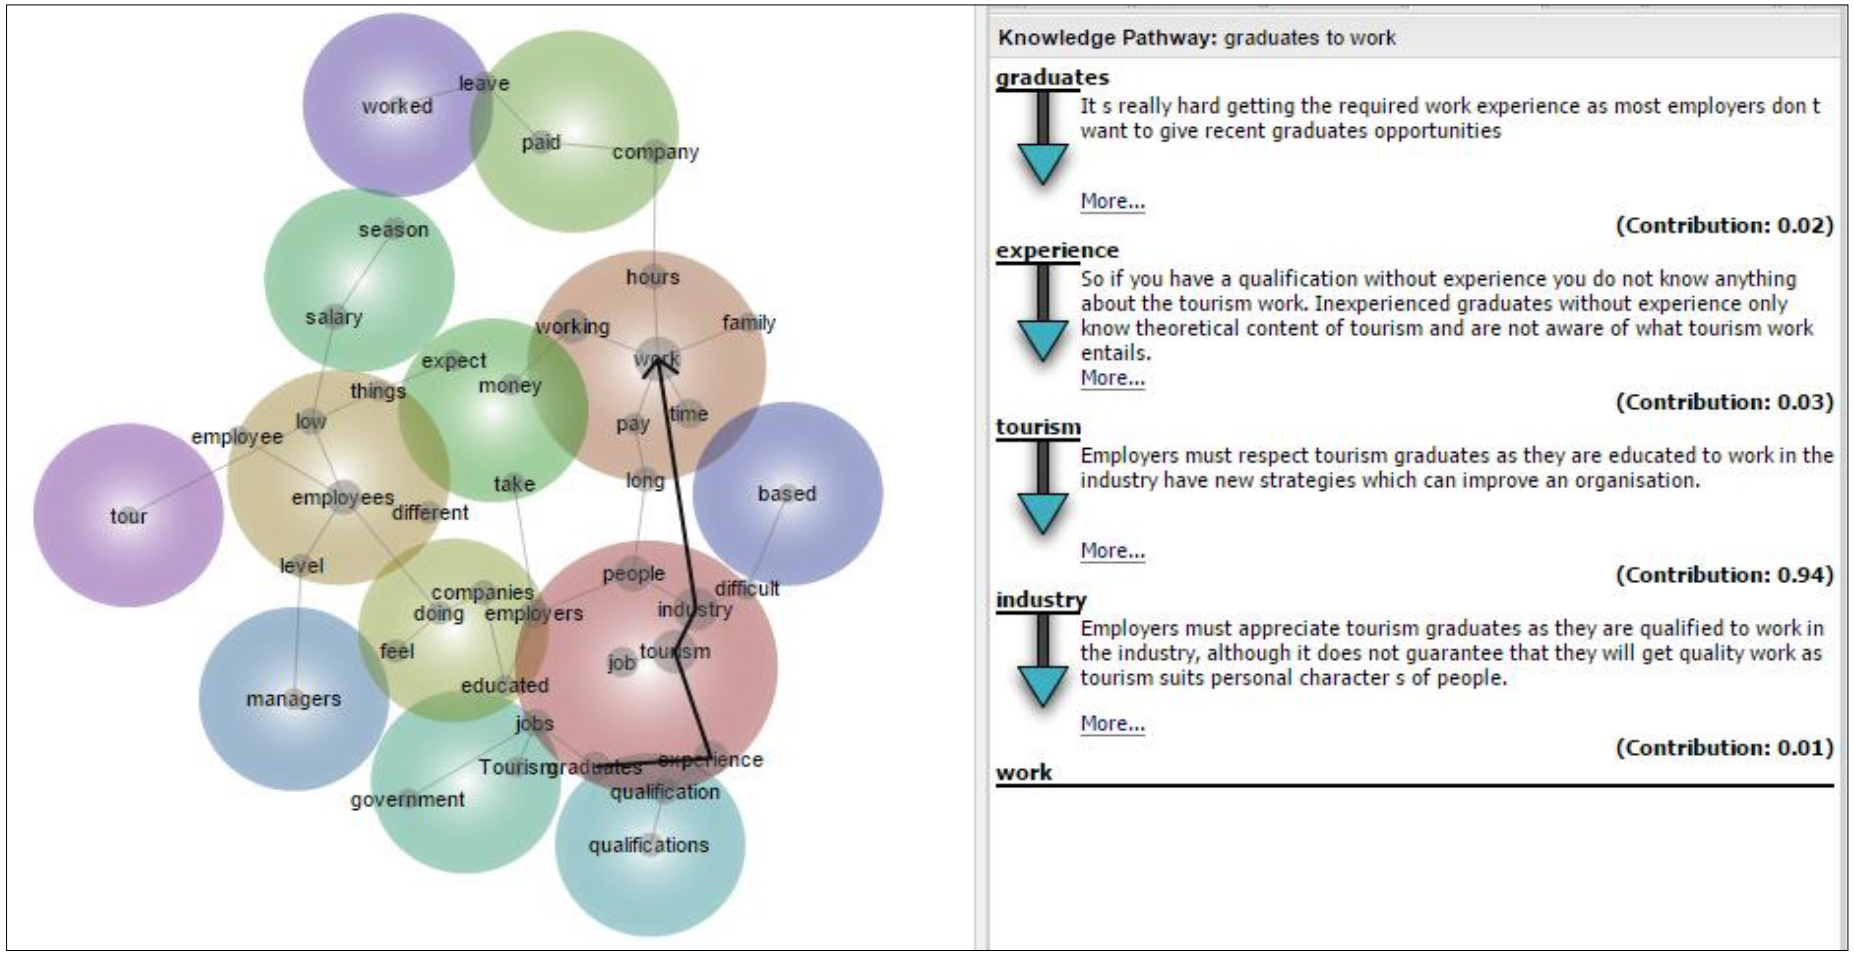 leave
worked
paid
company
season
hours
salary
working
family
expect
work
things
money
low
pay
time
employee
take
long
based
employees
different
tour
level
people
companies
difficult
doing
employers
industry
feel
job
tourism
educated
managers
jobs
Tourism
graduates
experience
government
qualification
qualifications
Knowledge Pathway: graduates to work
graduates
It s really hard getting the required work experience as most employers don t
want to give recent graduates opportunities
More...
(Contribution: 0.02)
experience
So if you have a qualification without experience you do not know anything
about the tourism work. Inexperienced graduates without experience only
know theoretical content of tourism and are not aware of what tourism work
entails.
More...
(Contribution: 0.03)
tourism
Employers must respect tourism graduates as they are educated to work in the
industry have new strategies which can improve an organisation.
More...
(Contribution: 0.94)
industry
Employers must appreciate tourism graduates as they are qualified to work in
the industry, although it does not guarantee that they will get quality work as
tourism suits personal character s of people.
More...
(Contribution: 0.01)
work